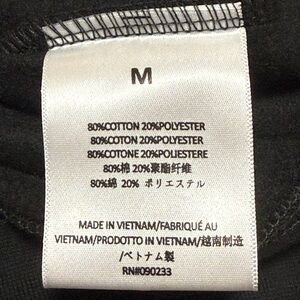 M
80%COTTON 20%POLYESTER
80%COTON 20%POLYESTER
80%COTONE 20%POLIESTERE
80%棉 20%聚酯纤维
80%綿 20% ポリエステル
MADE IN VIETNAM/FABRIQUÉ AU
VIETNAM/PRODOTTO IN VIETNAM/越南制造
/ベトナム製
RN#090233